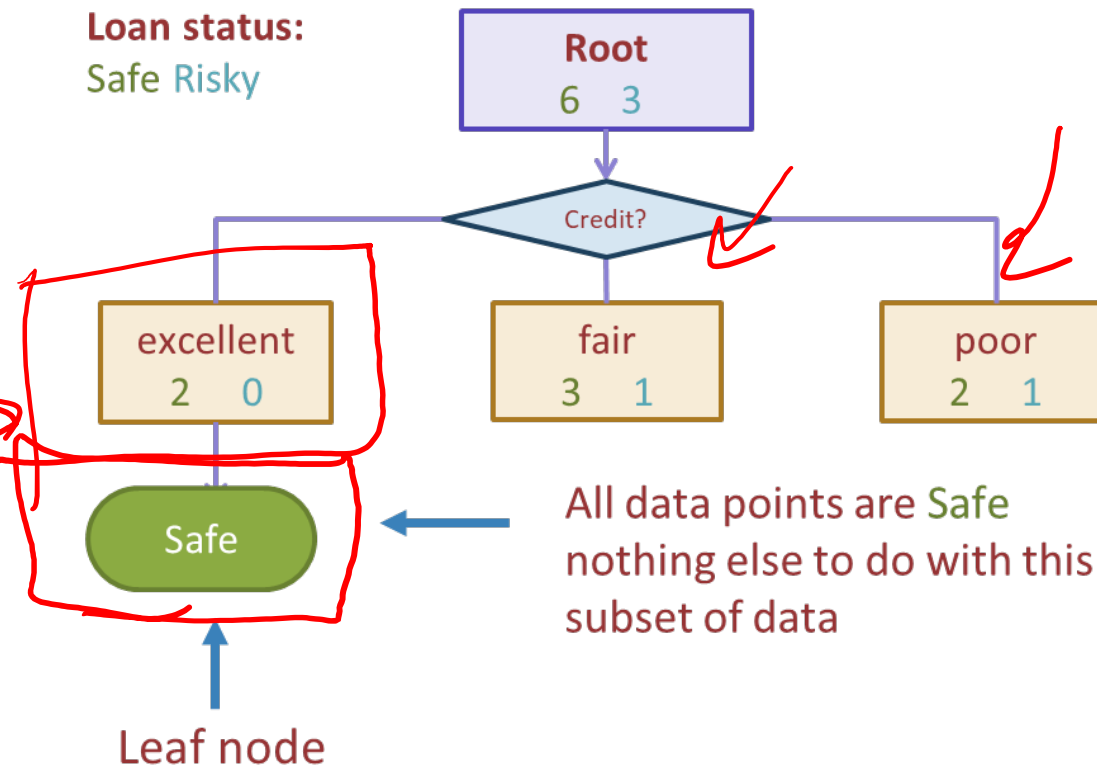 Loan status:
Safe Risky
Root
6 3
Credit?
excellent
2 0
fair
3 1
poor
2 1
Safe
All data points are Safe
nothing else to do with this
subset of data
Leaf node